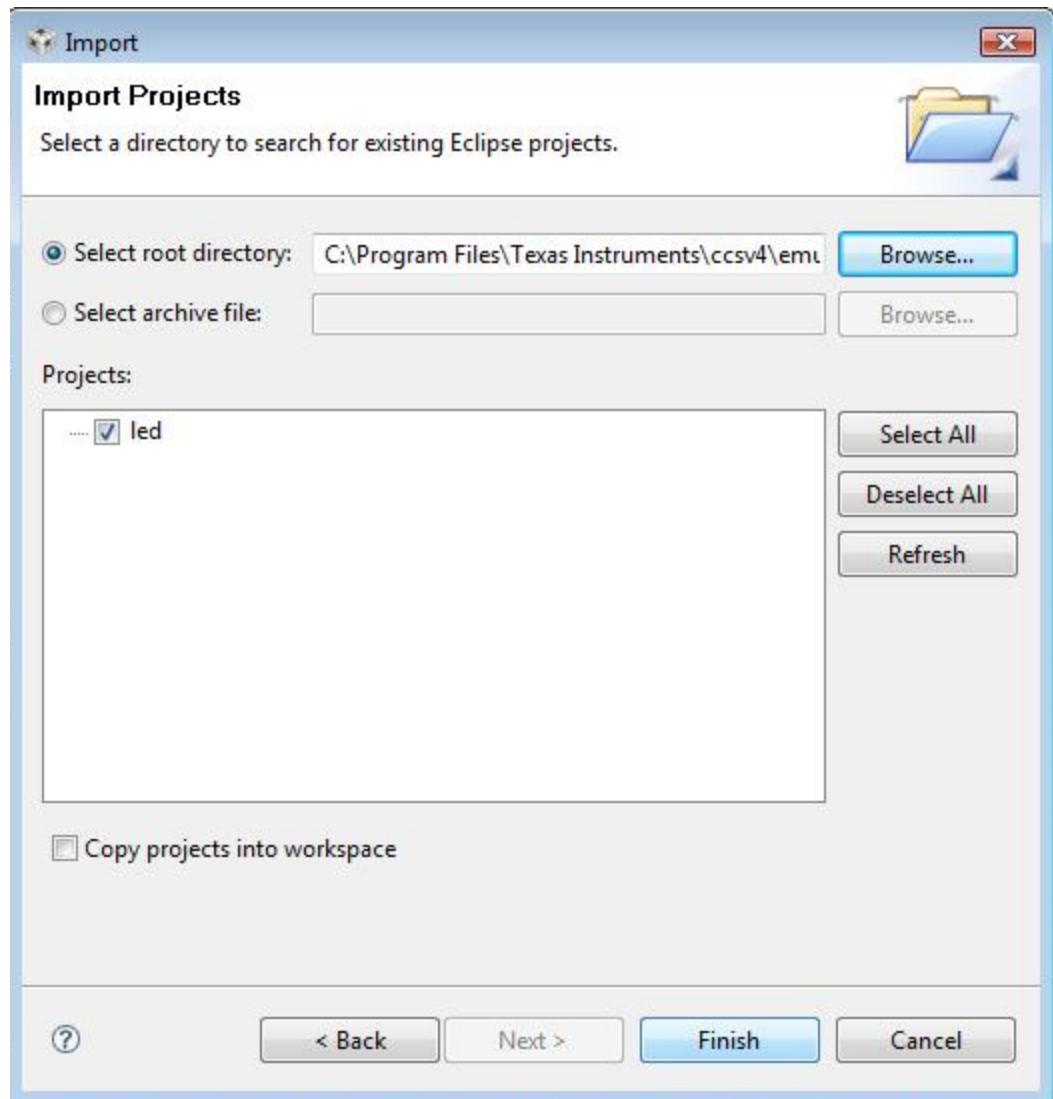 Import
Import Projects
Select a directory to search for existing Eclipse projects.
Select root directory: C:\Program Files\Texas Instruments\ccsv4\emu Browse...
Select archive file: Browse...
Projects:
led
Select All
Deselect All
Refresh
Copy projects into workspace
? < Back Next > Finish Cancel